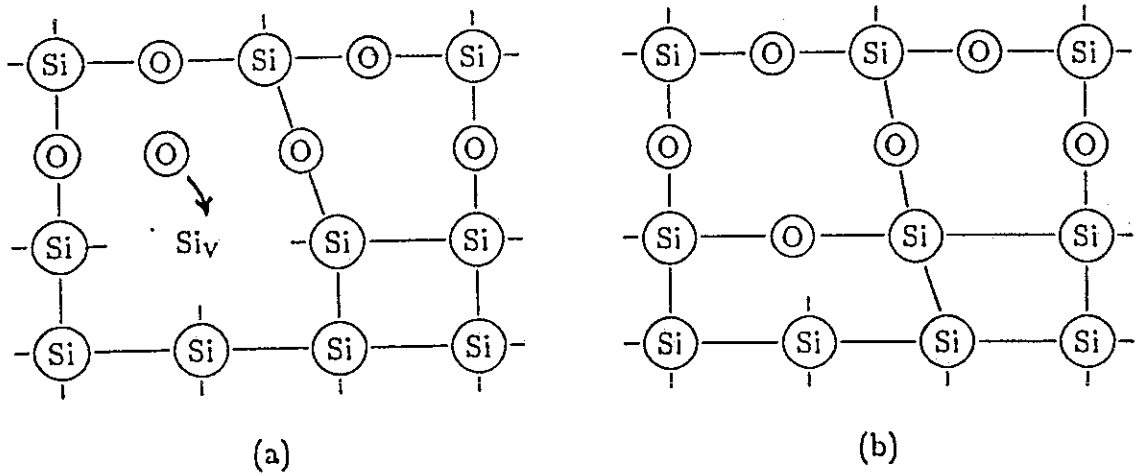 Si O Si O Si Si O Si O Si
O O O O O O O
Si Si_V Si Si Si O Si Si
Si Si Si Si Si Si Si Si
(a) (b)